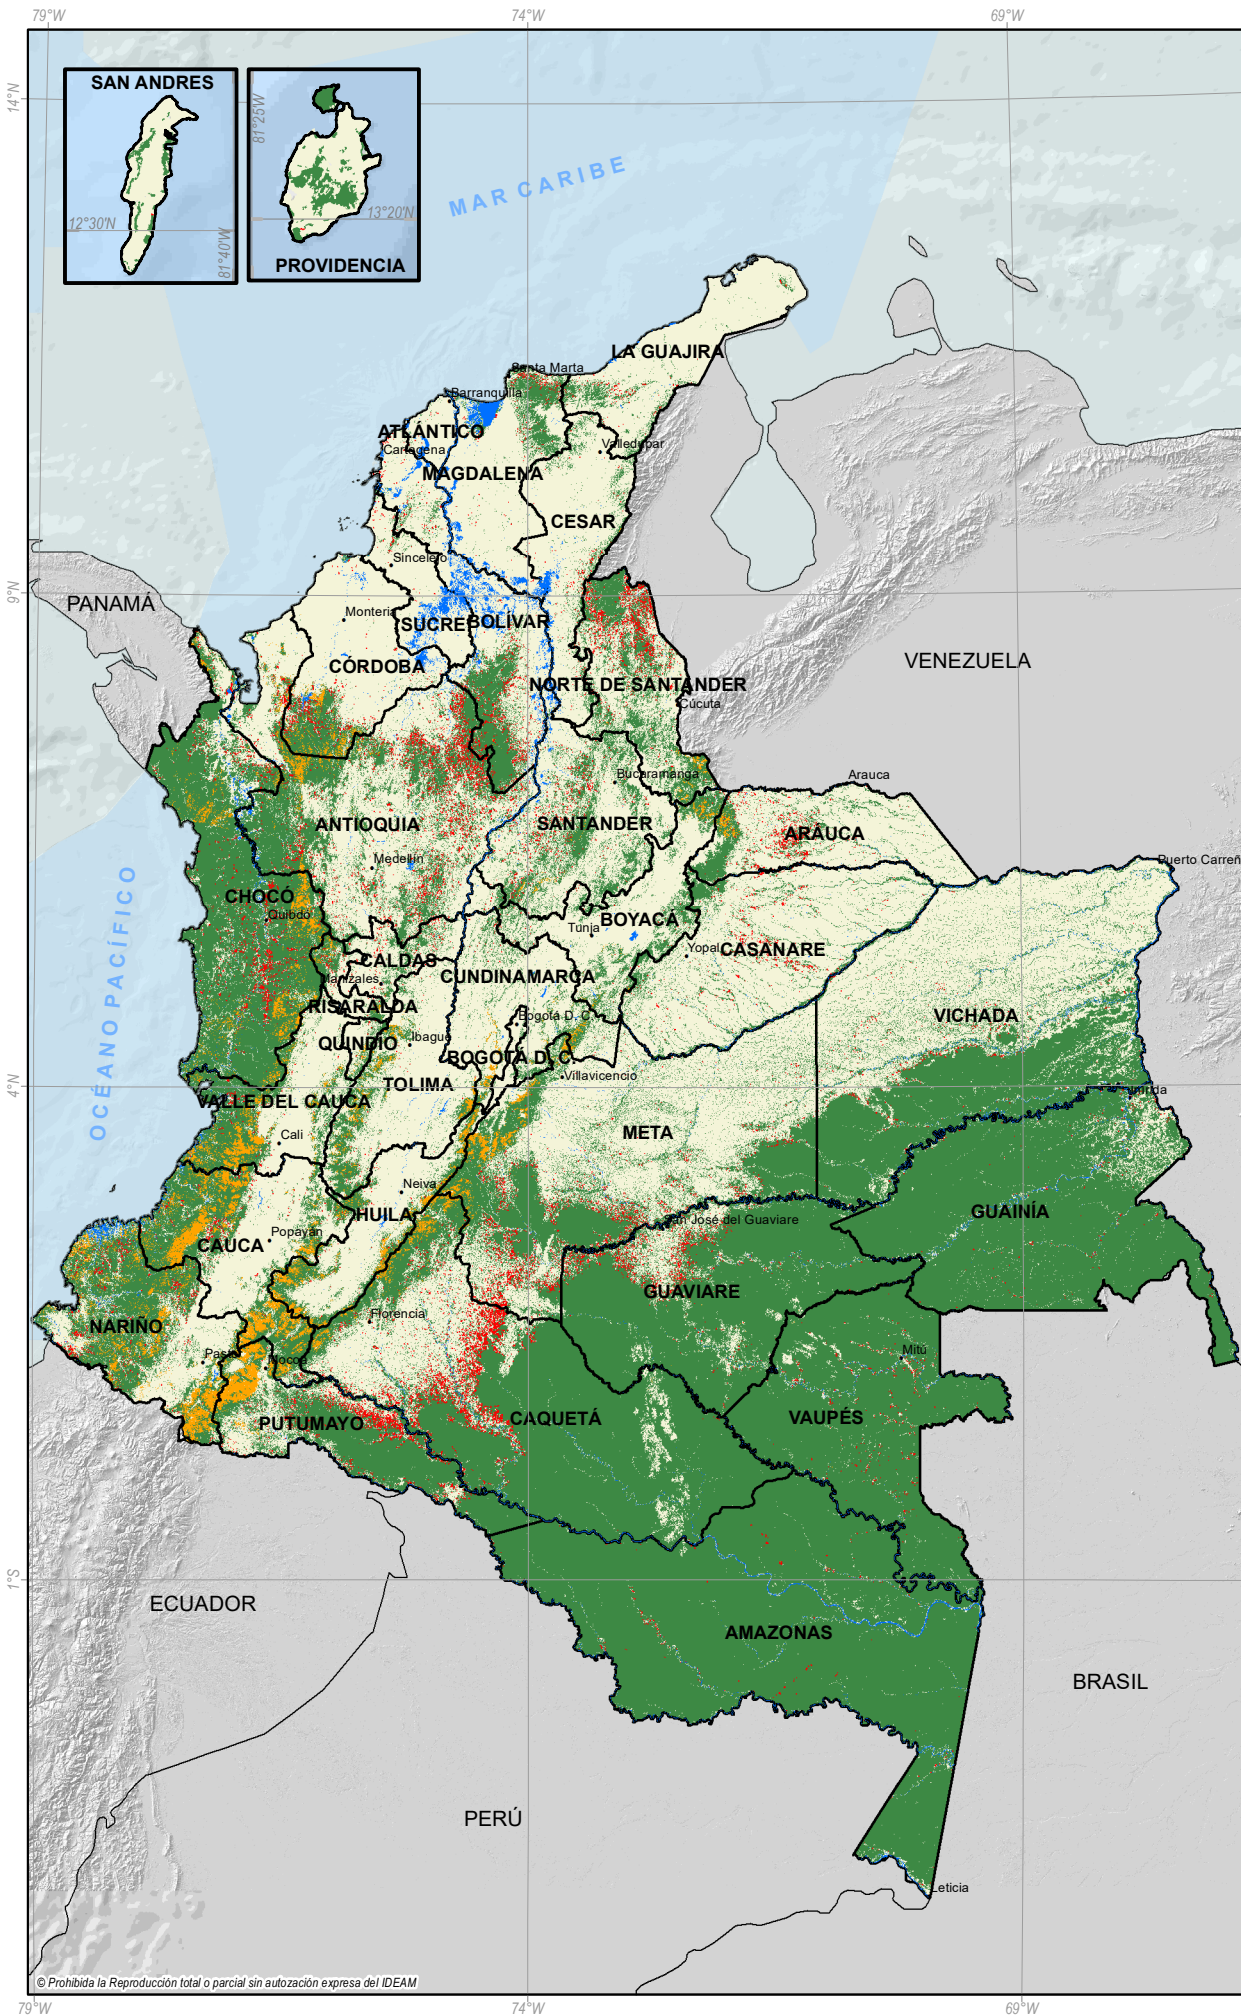 79°W
74°W
69°W
14°N
SAN ANDRES
12°30'N
81°40'W
81°25'W
13°20'N
PROVIDENCIA
MAR CARIBE
LA GUAJIRA
Santa Marta
Barranquilla
ATLÁNTICO
Cartagena
Valledupar
MAGDALENA
CESAR
Sincelejo
9°N
PANAMÁ
Montería
SUCRE
BOLÍVAR
VENEZUELA
CÓRDOBA
NORTE DE SANTANDER
Cúcuta
Bucaramanga
Arauca
ANTIOQUIA
SANTANDER
ARAUCA
Medellín
Puerto Carreñ
OCÉANO PACÍFICO
CHOCÓ
Quibdó
BOYACÁ
Tunja
CASANARE
Yopal
CALDAS
CUNDINAMARCA
Manizales
RISARALDA
Bogotá D. C.
VICHADA
QUINDIO
Ibagué
BOGOTÁ D. C.
TOLIMA
Villavicencio
4°N
Inírida
VALLE DEL CAUCA
META
Cali
Neiva
HUILA
San José del Guaviare
GUAINÍA
CAUCA
Popayán
GUAVIARE
Florencia
NARIÑO
Pasto
Mocoa
Mitú
PUTUMAYO
CAQUETÁ
VAUPÉS
1°S
ECUADOR
AMAZONAS
BRASIL
PERÚ
Leticia
© Prohibida la Reproducción total o parcial sin autozación expresa del IDEAM
79°W
74°W
69°W